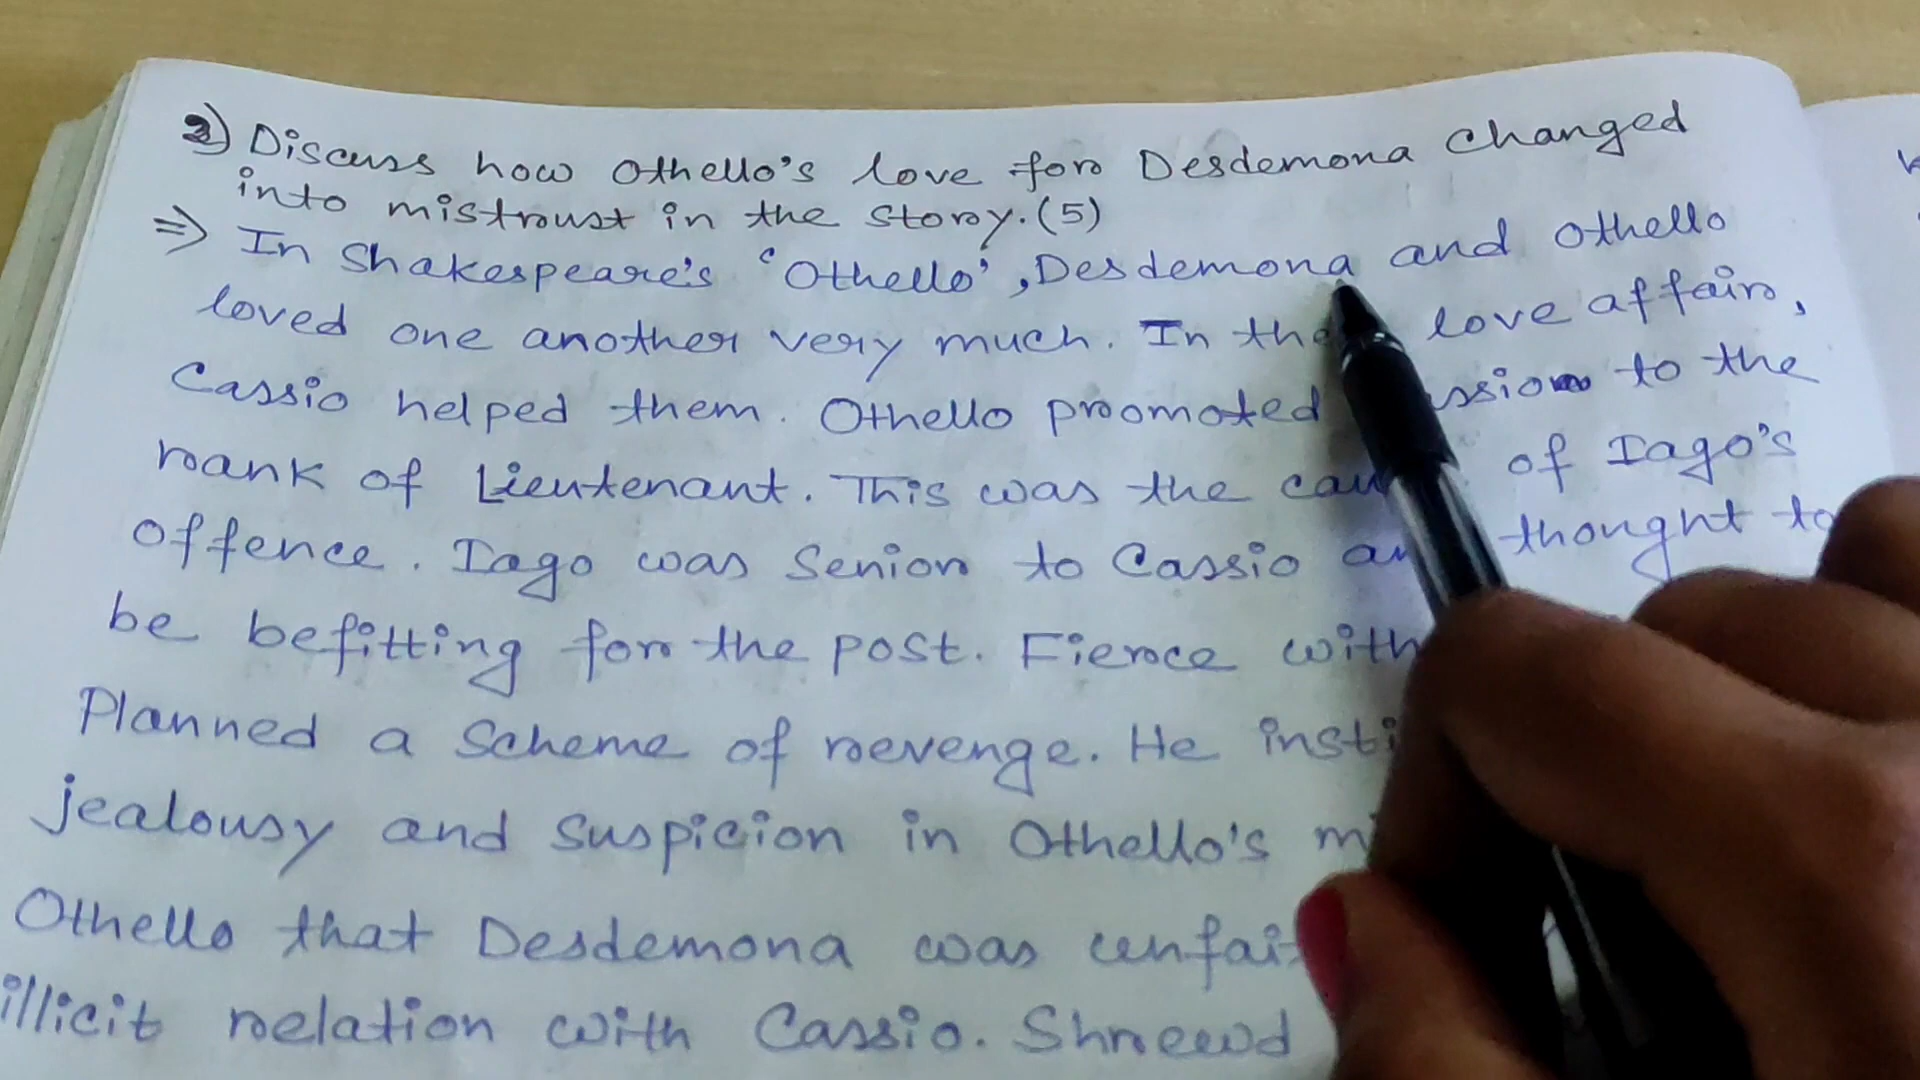 2) Discuss how Othello's love for Desdemona changed
into mistrust in the story. (5)
⇒ In Shakespeare's 'Othello', Desdemona and Othello
loved one another very much. In love affair,
Cassio helped them. Othello promoted to the
rank of Lieutenant. This was the of Iago's
offence. Iago was Senior to Cassio thought to
be befitting for the post. Fierce with
Planned a Scheme of revenge. He
jealousy and Suspicion in Othello's
Othello that Desdemona was
illicit relation with Cassio. Shrewd